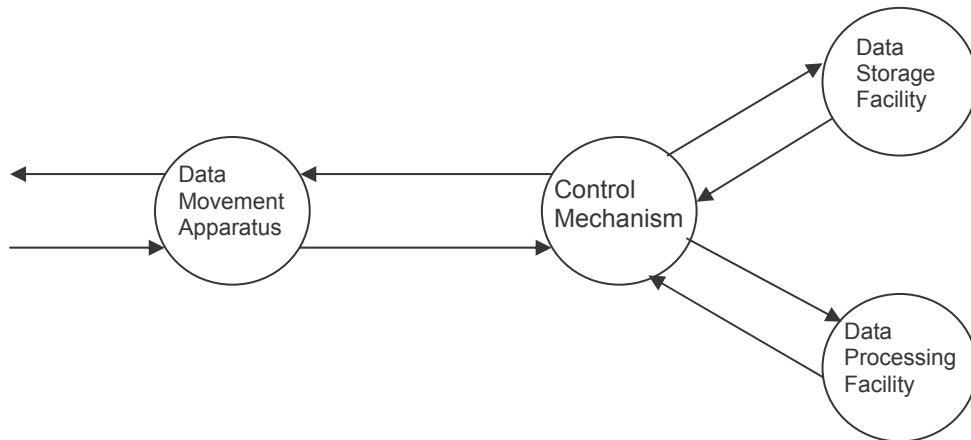 Data
Movement
Apparatus
Control
Mechanism
Data
Storage
Facility
Data
Processing
Facility